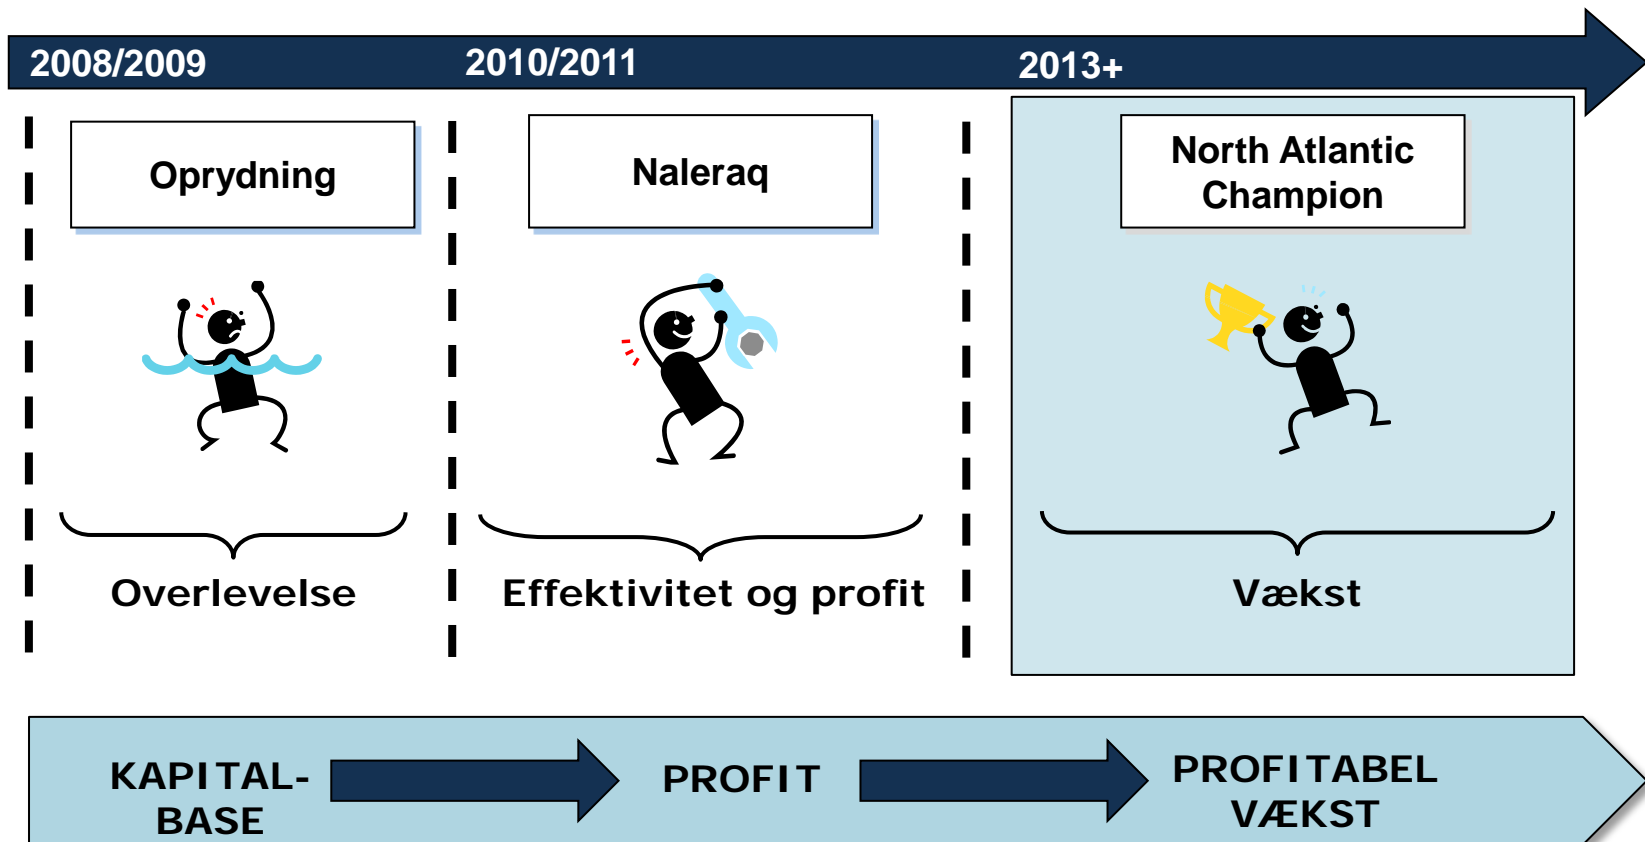 2008/2009
2010/2011
2013+
Oprydning
Naleraq
North Atlantic
Champion
Overlevelse
Effektivitet og profit
Vækst
KAPITAL-
BASE
PROFIT
PROFITABEL
VÆKST